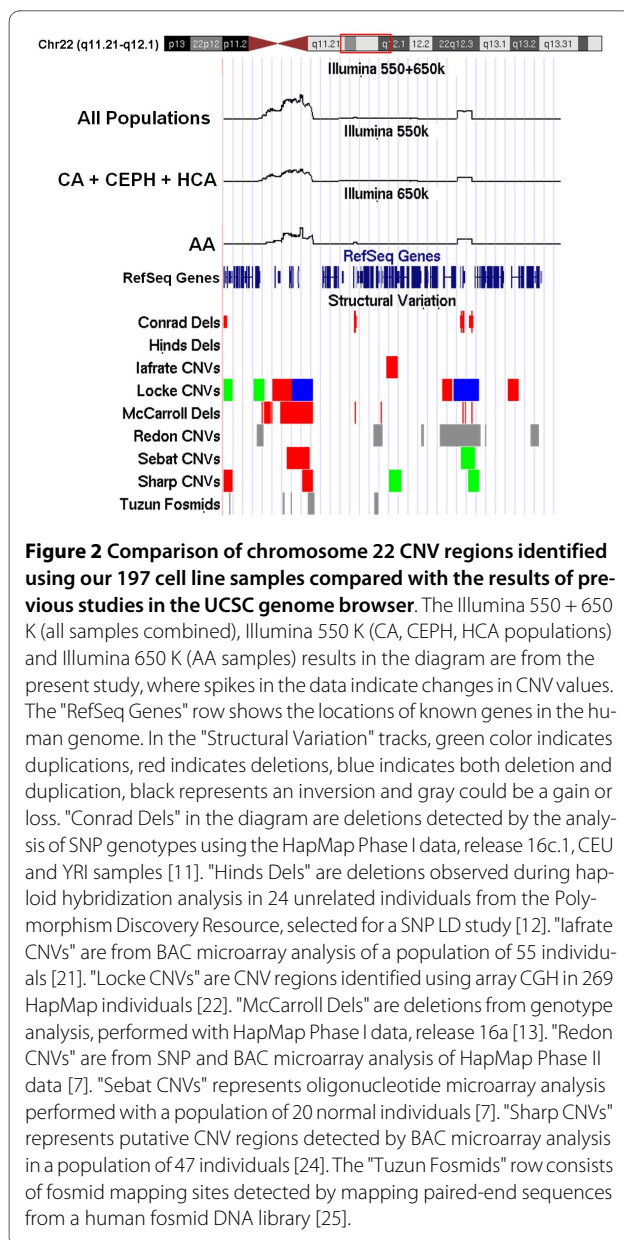 Chr22 (q11.21-q12.1) p13 22p12 p11.2 q11.21 q12.1 12.2 22q12.3 q13.1 q13.2 q13.31
Illumina 550+650k
All Populations
Illumina 550k
CA + CEPH + HCA
Illumina 650k
AA
RefSeq Genes
RefSeq Genes
Structural Variation
Conrad Dels
Hinds Dels
Iafrate CNVs
Locke CNVs
McCarroll Dels
Redon CNVs
Sebat CNVs
Sharp CNVs
Tuzun Fosmids
Figure 2 Comparison of chromosome 22 CNV regions identified
using our 197 cell line samples compared with the results of pre-
vious studies in the UCSC genome browser. The Illumina 550 + 650
K (all samples combined), Illumina 550 K (CA, CEPH, HCA populations)
and Illumina 650 K (AA samples) results in the diagram are from the
present study, where spikes in the data indicate changes in CNV values.
The "RefSeq Genes" row shows the locations of known genes in the hu-
man genome. In the "Structural Variation" tracks, green color indicates
duplications, red indicates deletions, blue indicates both deletion and
duplication, black represents an inversion and gray could be a gain or
loss. "Conrad Dels" in the diagram are deletions detected by the analy-
sis of SNP genotypes using the HapMap Phase I data, release 16c.1, CEU
and YRI samples [11]. "Hinds Dels" are deletions observed during hap-
loid hybridization analysis in 24 unrelated individuals from the Poly-
morphism Discovery Resource, selected for a SNP LD study [12]. "Iafrate
CNVs" are from BAC microarray analysis of a population of 55 individu-
als [21]. "Locke CNVs" are CNV regions identified using array CGH in 269
HapMap individuals [22]. "McCarroll Dels" are deletions from genotype
analysis, performed with HapMap Phase I data, release 16a [13]. "Redon
CNVs" are from SNP and BAC microarray analysis of HapMap Phase II
data [7]. "Sebat CNVs" represents oligonucleotide microarray analysis
performed with a population of 20 normal individuals [7]. "Sharp CNVs"
represents putative CNV regions detected by BAC microarray analysis
in a population of 47 individuals [24]. The "Tuzun Fosmids" row consists
of fosmid mapping sites detected by mapping paired-end sequences
from a human fosmid DNA library [25].